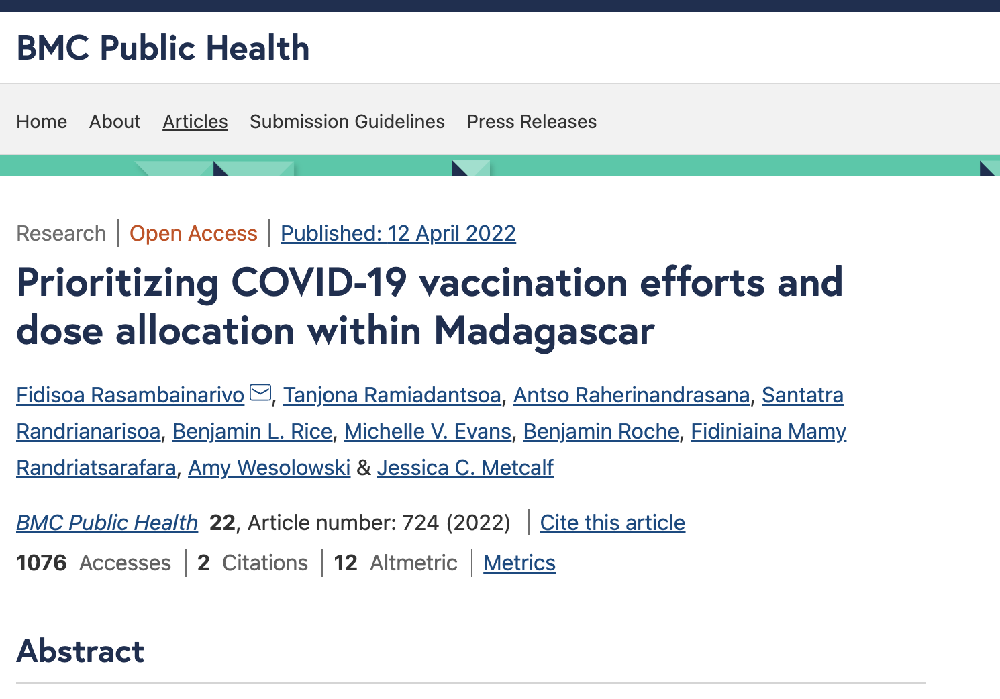 BMC Public Health
Home About Articles Submission Guidelines Press Releases
Research | Open Access | Published: 12 April 2022
Prioritizing COVID-19 vaccination efforts and
dose allocation within Madagascar
Fidisoa Rasambainarivo, Tanjona Ramiadantsoa, Antso Raherinandrasana, Santatra
Randrianarisoa, Benjamin L. Rice, Michelle V. Evans, Benjamin Roche, Fidiniaina Mamy
Randriatsarafara, Amy Wesolowski & Jessica C. Metcalf
BMC Public Health 22, Article number: 724 (2022) | Cite this article
1076 Accesses | 2 Citations | 12 Altmetric | Metrics
Abstract